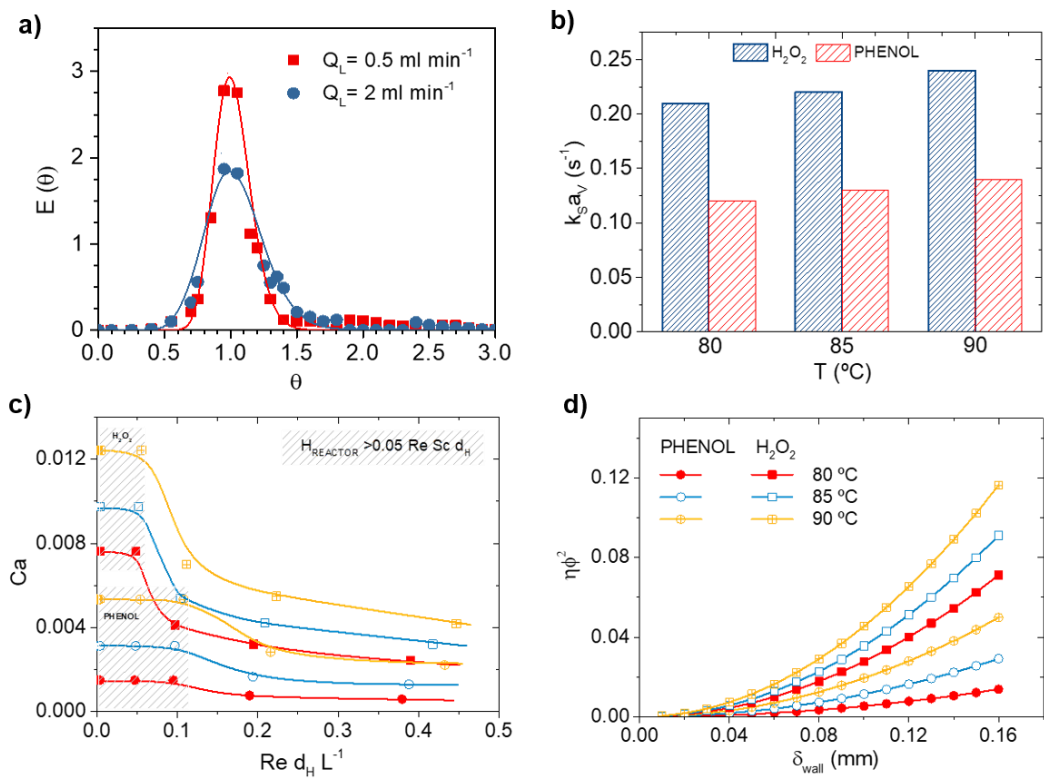 a)
Q_L= 0.5 ml min⁻¹
Q_L= 2 ml min⁻¹
3
2
1
0
E (θ)
0.0 0.5 1.0 1.5 2.0 2.5 3.0
θ
b)
H₂O₂ PHENOL
0.25
0.20
0.15
0.10
0.05
0.00
k_Sa_V (s⁻¹)
80 85 90
T (ºC)
c)
H₂O₂
H_REACTOR >0.05 Re Sc d_H
PHENOL
0.012
0.008
0.004
0.000
Ca
0.0 0.1 0.2 0.3 0.4 0.5
Re d_H L⁻¹
d)
PHENOL H₂O₂
80 ºC
85 ºC
90 ºC
0.12
0.08
0.04
0.00
ηϕ²
0.00 0.04 0.08 0.12 0.16
δ_wall (mm)